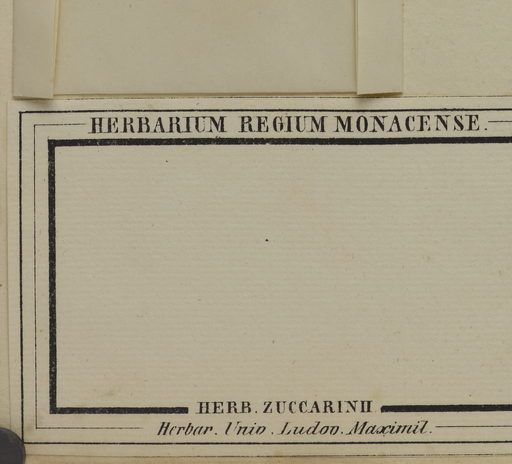 HERBARIUM REGIUM MONACENSE.
HERB. ZUCCARINII
Herbar. Univ. Ludov. Maximil.